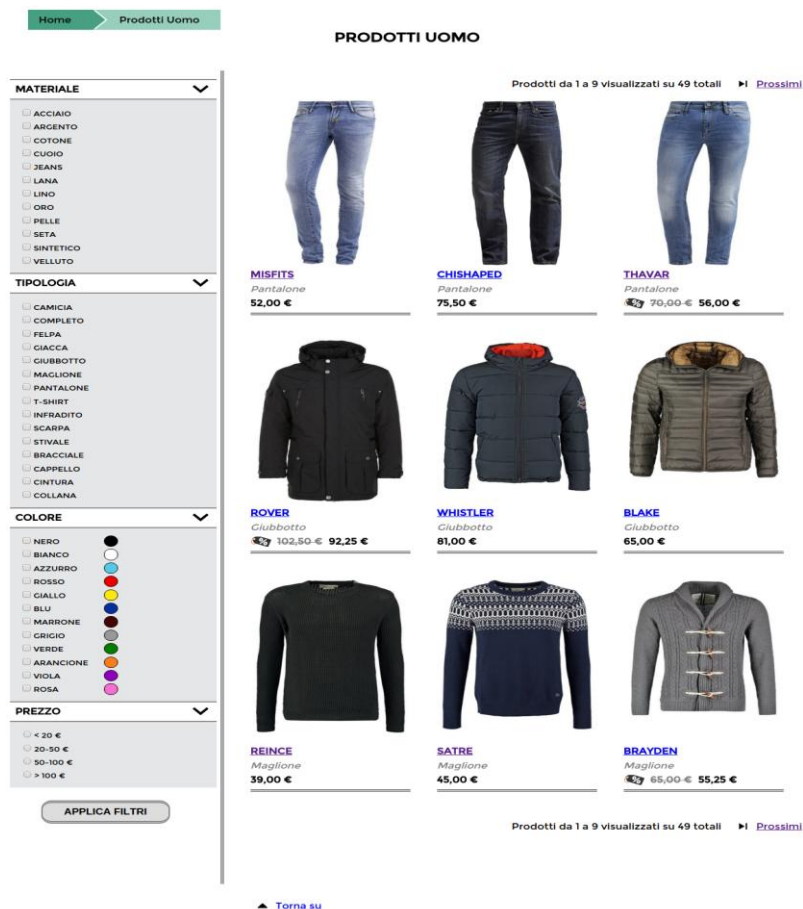 Home Prodotti Uomo
PRODOTTI UOMO
MATERIALE
ACCIAIO
ARGENTO
COTONE
CUOIO
JEANS
LANA
LINO
ORO
PELLE
SETA
SINTETICO
VELLUTO
TIPOLOGIA
CAMICIA
COMPLETO
FELPA
GIACCA
GIUBBOTTO
MAGLIONE
PANTALONE
T-SHIRT
INFRADITO
SCARPA
STIVALE
BRACCIALE
CAPPELLO
CINTURA
COLLANA
COLORE
NERO
BIANCO
AZZURRO
ROSSO
GIALLO
BLU
MARRONE
GRIGIO
VERDE
ARANCIONE
VIOLA
ROSA
PREZZO
< 20 €
20-50 €
50-100 €
> 100 €
APPLICA FILTRI
Prodotti da 1 a 9 visualizzati su 49 totali Prossimi
MISFITS
Pantalone
52,00 €
CHISHAPED
Pantalone
75,50 €
THAVAR
Pantalone
% 70,00 € 56,00 €
ROVER
Giubbotto
% 102,50 € 92,25 €
WHISTLER
Giubbotto
81,00 €
BLAKE
Giubbotto
65,00 €
REINCE
Maglione
39,00 €
SATRE
Maglione
45,00 €
BRAYDEN
Maglione
% 65,00 € 55,25 €
Prodotti da 1 a 9 visualizzati su 49 totali Prossimi
Torna su